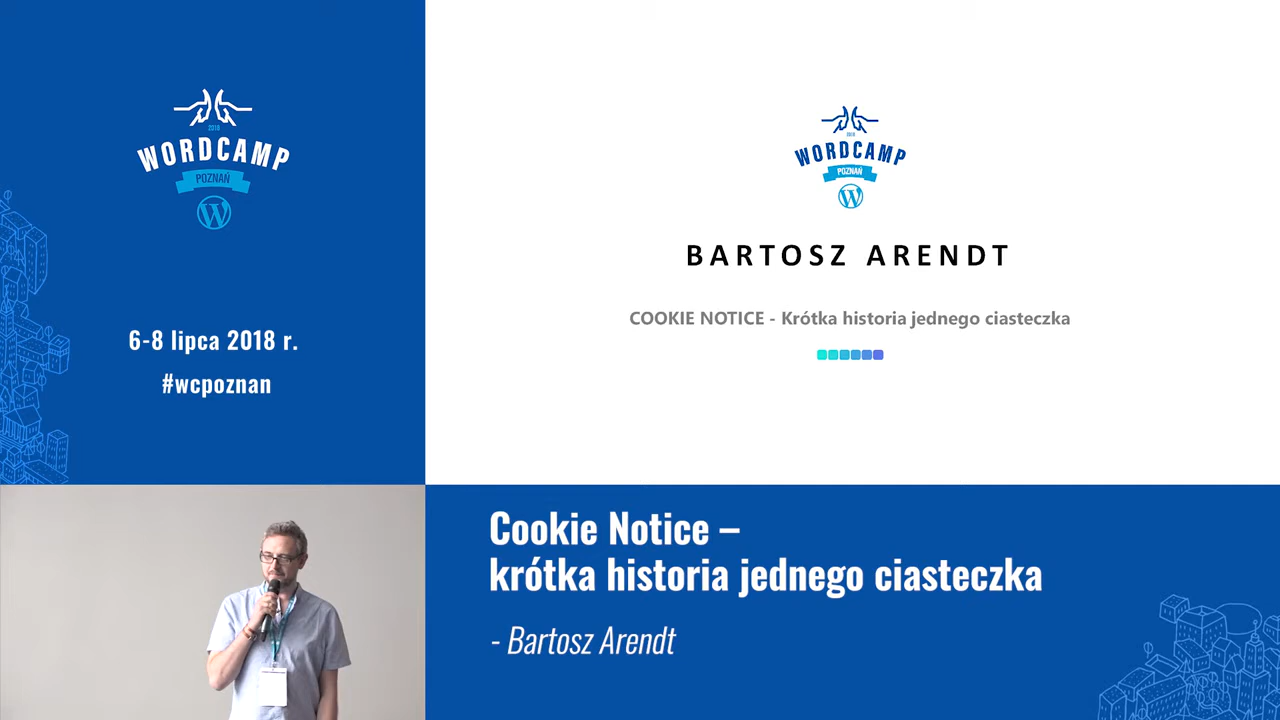 2018
WORDCAMP
POZNAŃ
6-8 lipca 2018 r.
#wcpoznan
2018
WORDCAMP
POZNAŃ
BARTOSZ ARENDT
COOKIE NOTICE - Krótka historia jednego ciasteczka
Cookie Notice –
krótka historia jednego ciasteczka
- Bartosz Arendt